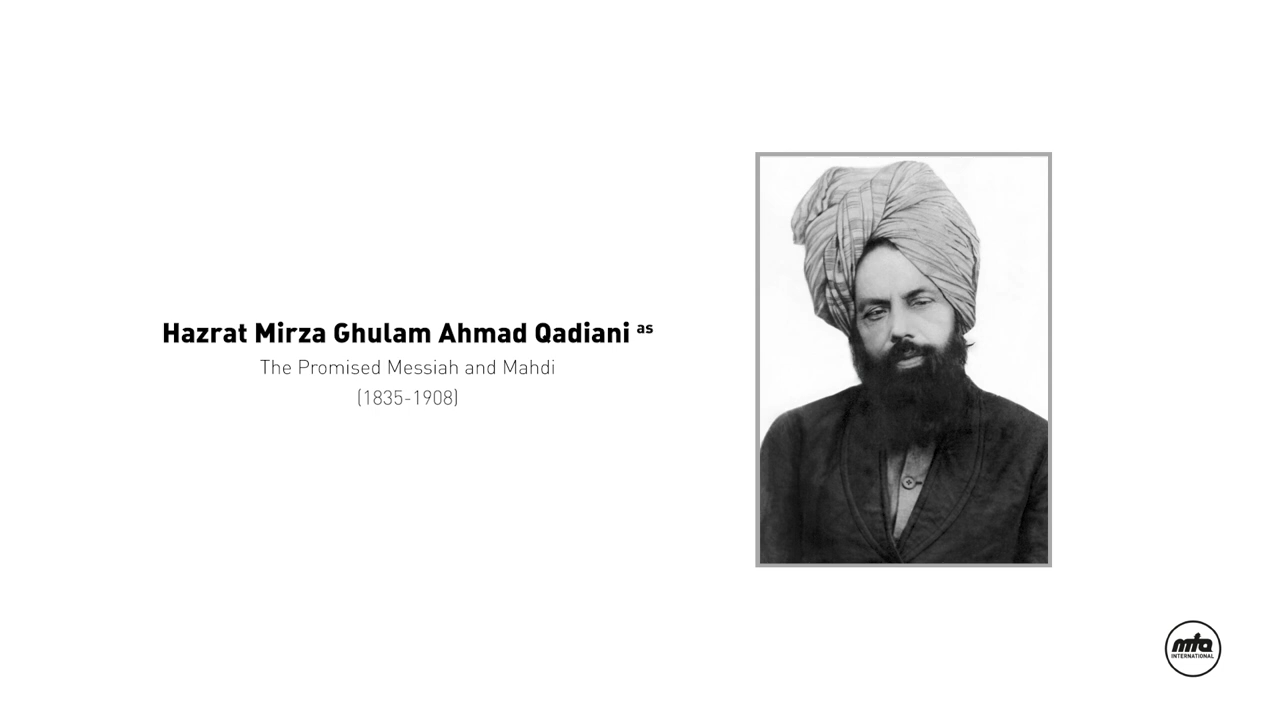 Hazrat Mirza Ghulam Ahmad Qadiani as
The Promised Messiah and Mahdi
(1835-1908)
mta
INTERNATIONAL